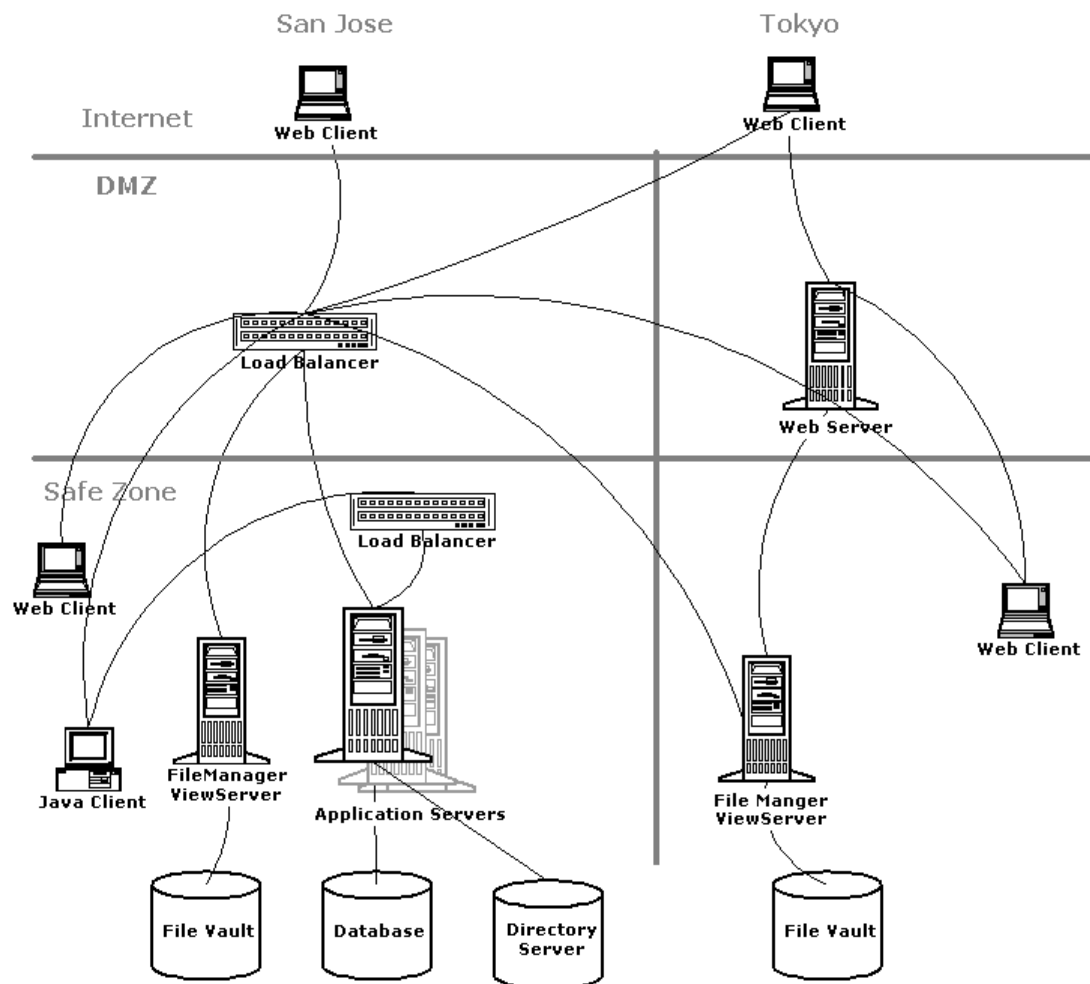 San Jose
Tokyo
Internet
Web Client
Web Client
DMZ
Load Balancer
Web Server
Safe Zone
Load Balancer
Web Client
Web Client
Java Client
FileManager
ViewServer
Application Servers
File Manger
ViewServer
File Vault
Database
Directory
Server
File Vault